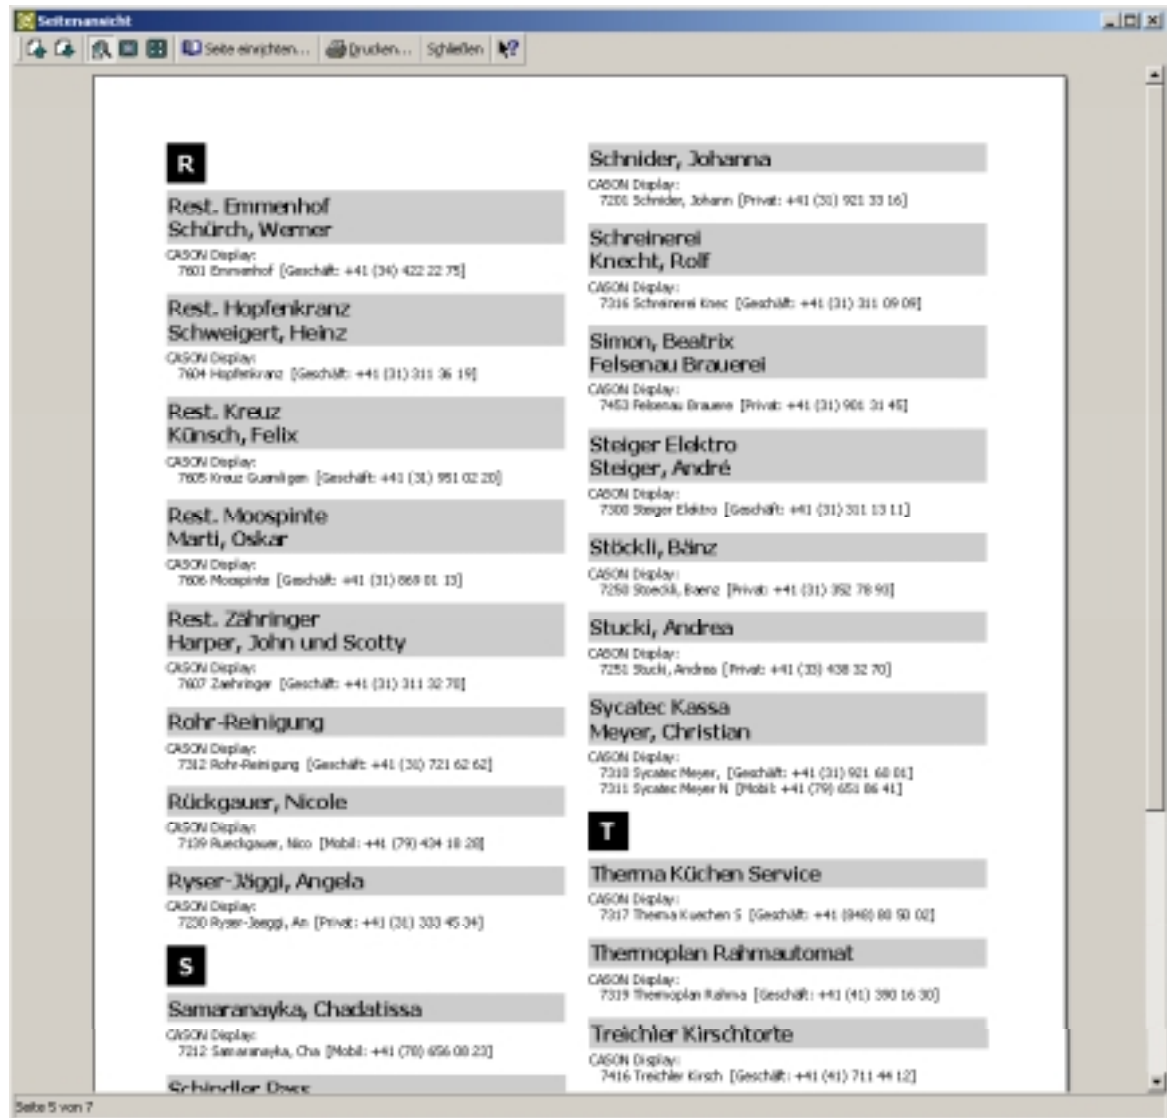 Seitenansicht
Seite einrichten... Drucken... Schließen
R
Rest. Emmenhof
Schürch, Werner
CASON Display:
7601 Emmenhof [Geschäft: +41 (34) 422 22 75]
Rest. Hopfenkranz
Schweigert, Heinz
CASON Display:
7604 Hopfenkranz [Geschäft: +41 (31) 311 36 19]
Rest. Kreuz
Künsch, Felix
CASON Display:
7605 Kreuz Guemligen [Geschäft: +41 (31) 951 02 20]
Rest. Moospinte
Marti, Oskar
CASON Display:
7606 Moospinte [Geschäft: +41 (31) 869 01 13]
Rest. Zähringer
Harper, John und Scotty
CASON Display:
7607 Zaehringer [Geschäft: +41 (31) 311 32 70]
Rohr-Reinigung
CASON Display:
7312 Rohr-Reinigung [Geschäft: +41 (31) 721 62 62]
Rückgauer, Nicole
CASON Display:
7139 Rueckgauer, Nico [Mobil: +41 (79) 434 18 28]
Ryser-Jäggi, Angela
CASON Display:
7230 Ryser-Jaeggi, An [Privat: +41 (31) 333 45 34]
S
Samaranayka, Chadatissa
CASON Display:
7212 Samaranayka, Cha [Mobil: +41 (78) 656 08 23]
Schindler Pass
Schnider, Johanna
CASON Display:
7201 Schnider, Johann [Privat: +41 (31) 921 33 16]
Schreinerei
Knecht, Rolf
CASON Display:
7316 Schreinerei Knec [Geschäft: +41 (31) 311 09 09]
Simon, Beatrix
Felsenau Brauerei
CASON Display:
7453 Felsenau Brauere [Privat: +41 (31) 901 31 45]
Steiger Elektro
Steiger, André
CASON Display:
7300 Steiger Elektro [Geschäft: +41 (31) 311 13 11]
Stöckli, Bänz
CASON Display:
7250 Stoeckli, Baenz [Privat: +41 (31) 352 78 93]
Stucki, Andrea
CASON Display:
7251 Stucki, Andrea [Privat: +41 (33) 438 32 70]
Sycatec Kassa
Meyer, Christian
CASON Display:
7310 Sycatec Meyer, [Geschäft: +41 (31) 921 60 01]
7311 Sycatec Meyer N [Mobil: +41 (79) 651 86 41]
T
Therma Küchen Service
CASON Display:
7317 Therma Kuechen S [Geschäft: +41 (848) 80 50 02]
Thermoplan Rahmautomat
CASON Display:
7319 Thermoplan Rahma [Geschäft: +41 (41) 390 16 30]
Treichler Kirschtorte
CASON Display:
7416 Treichler Kirsch [Geschäft: +41 (41) 711 44 12]
Seite 5 von 7